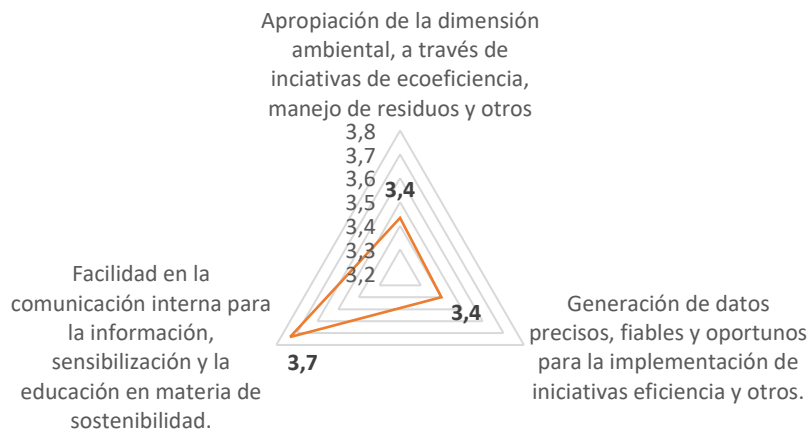 Apropiación de la dimensión
ambiental, a través de
inciativas de ecoeficiencia,
manejo de residuos y otros
3,8
3,7
3,6
3,5
3,4
3,3
3,2
3,4
3,4
3,7
Generación de datos
precisos, fiables y oportunos
para la implementación de
iniciativas eficiencia y otros.
Facilidad en la
comunicación interna para
la información,
sensibilización y la
educación en materia de
sostenibilidad.